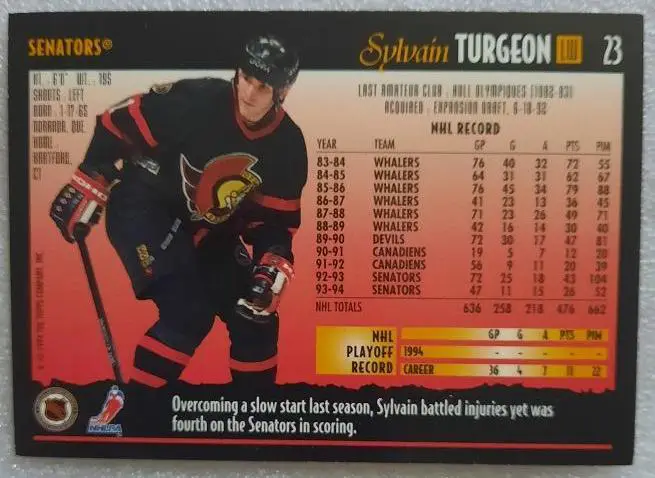 SENATORS®
Sylvain TURGEON LW 23
HT. : 6'0" WT. : 195
SHOOTS : LEFT
BORN : 1-17-65
NORANDA, QUE.
HOME :
HARTFORD,
CT
LAST AMATEUR CLUB : HULL OLYMPIQUES (1982-83)
ACQUIRED : EXPANSION DRAFT, 6-18-92
NHL RECORD
YEAR TEAM GP G A PTS PIM
83-84 WHALERS 76 40 32 72 55
84-85 WHALERS 64 31 31 62 67
85-86 WHALERS 76 45 34 79 88
86-87 WHALERS 41 23 13 36 45
87-88 WHALERS 71 23 26 49 71
88-89 WHALERS 42 16 14 30 40
89-90 DEVILS 72 30 17 47 81
90-91 CANADIENS 19 5 7 12 20
91-92 CANADIENS 56 9 11 20 39
92-93 SENATORS 72 25 18 43 104
93-94 SENATORS 47 11 15 26 52
NHL TOTALS 636 258 218 476 662
NHL PLAYOFF RECORD
GP G A PTS PIM
1994 - - - - -
CAREER 36 4 7 11 22
THE TOPPS COMPANY, INC.
NHLPA
Overcoming a slow start last season, Sylvain battled injuries yet was
fourth on the Senators in scoring.